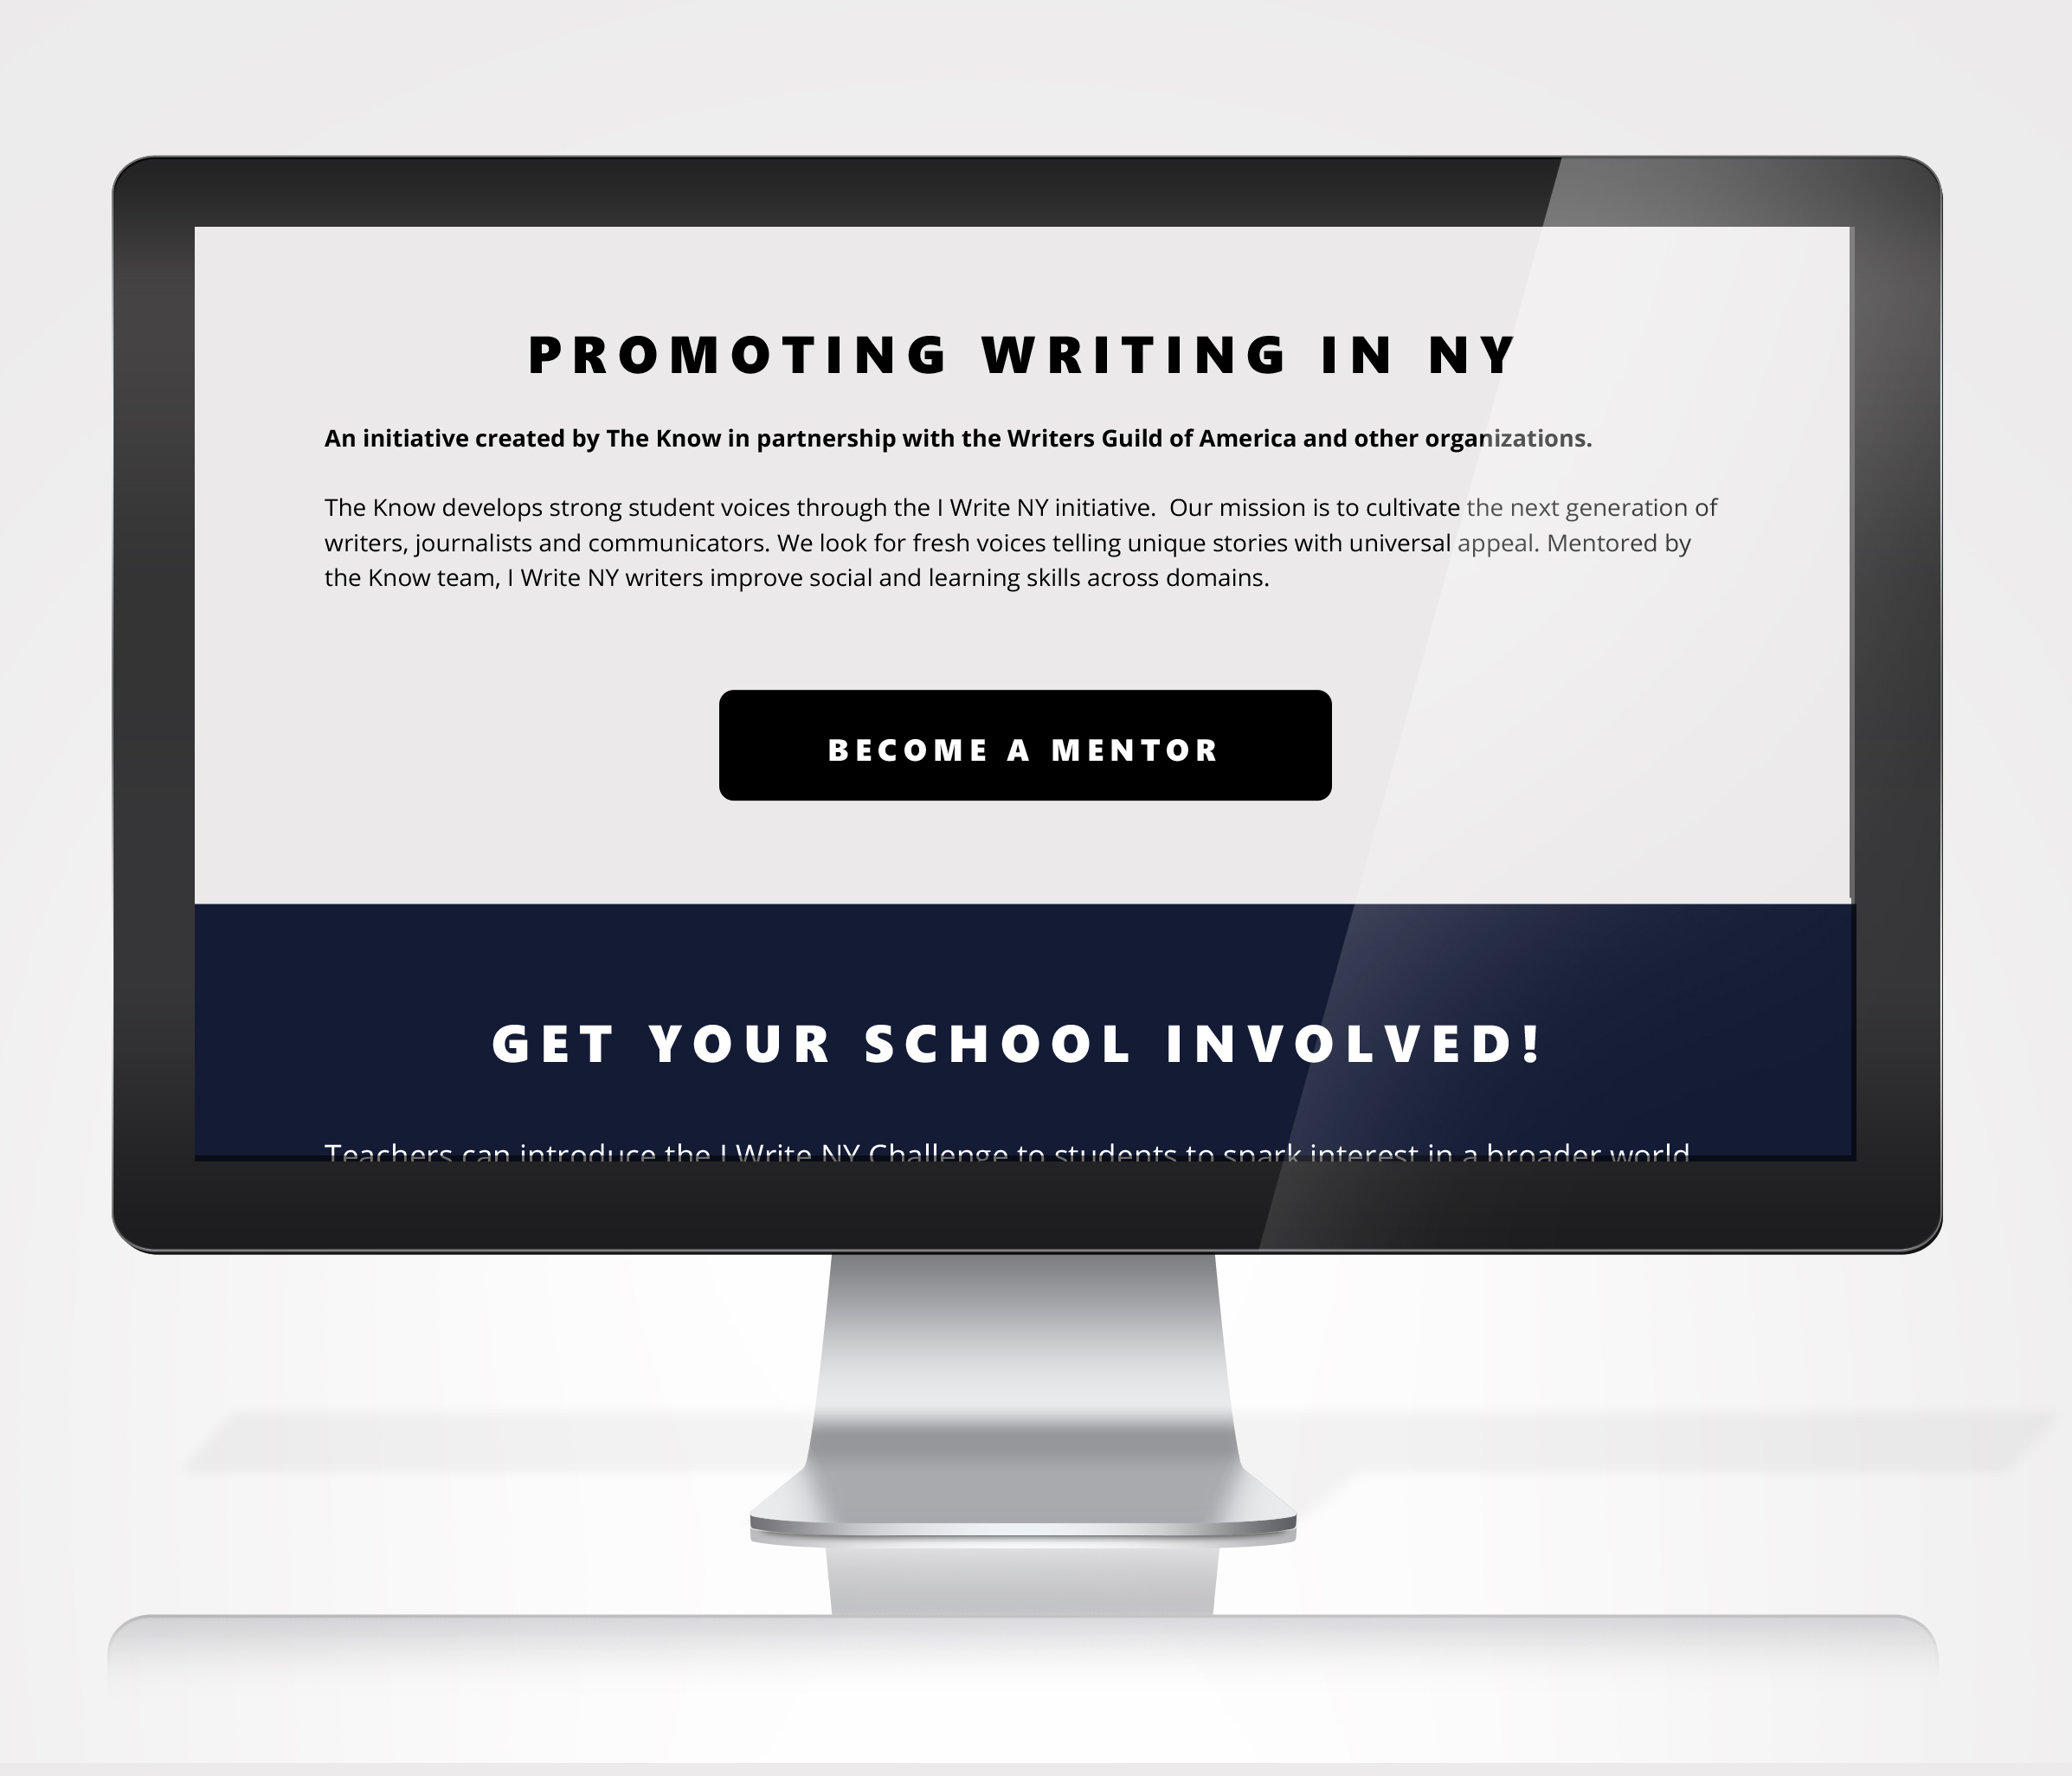 PROMOTING WRITING IN NY
An initiative created by The Know in partnership with the Writers Guild of America and other organizations.
The Know develops strong student voices through the I Write NY initiative.  Our mission is to cultivate the next generation of
writers, journalists and communicators. We look for fresh voices telling unique stories with universal appeal. Mentored by
the Know team, I Write NY writers improve social and learning skills across domains.
BECOME A MENTOR
GET YOUR SCHOOL INVOLVED!
Teachers can introduce the I Write NY Challenge to students to spark interest in a broader world